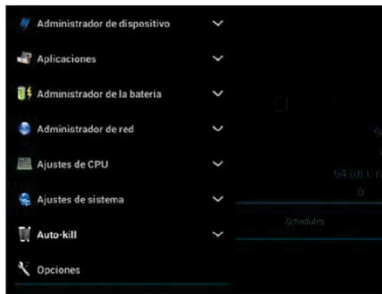 Administrador de dispositivo
Aplicaciones
Administrador de la batería
Administrador de red
Ajustes de CPU
Ajustes de sistema
Auto-kill
Opciones
Schedules